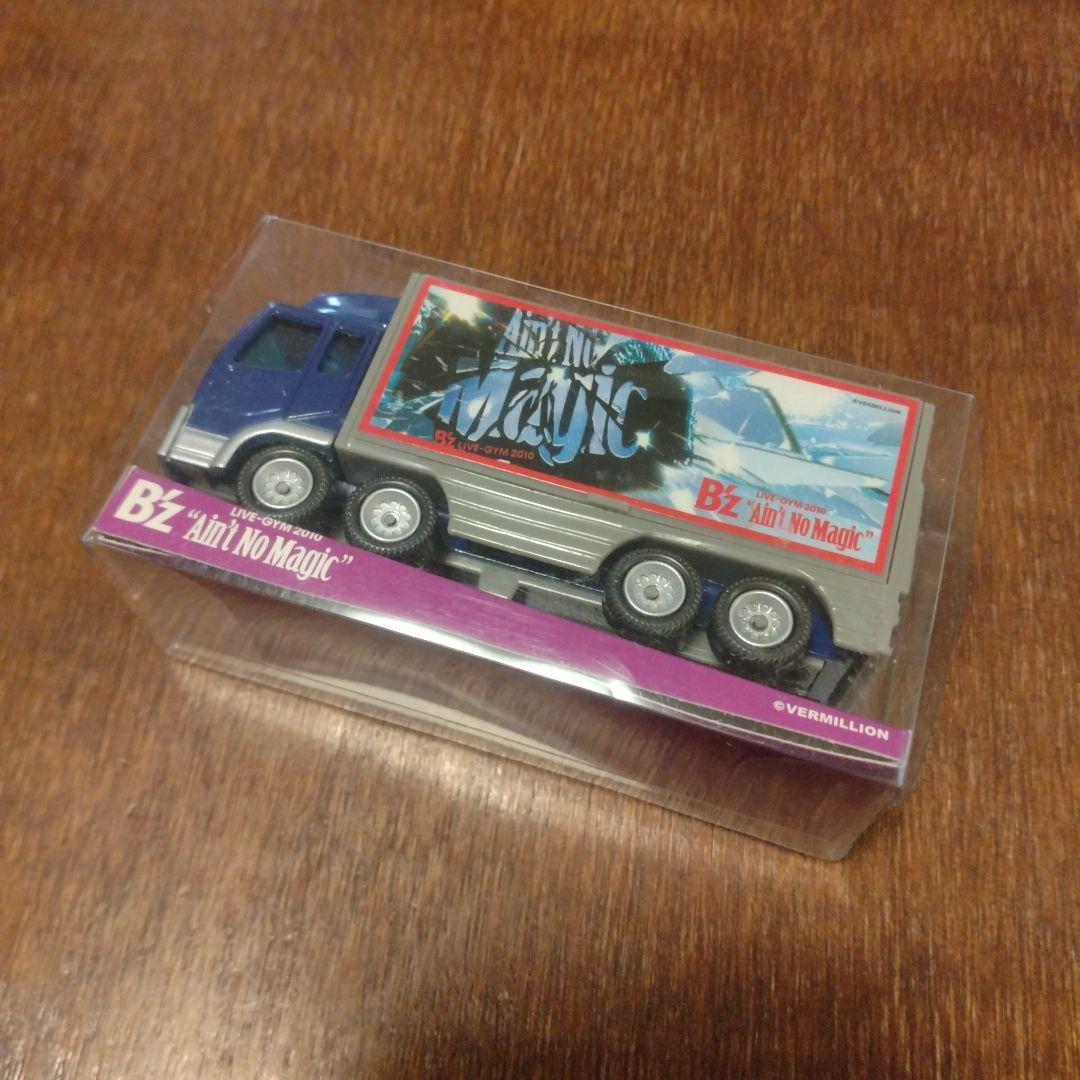 Ain't No
Magic
B'z LIVE-GYM 2010
©VERMILLION
B'z LIVE-GYM 2010
"Ain't No Magic"
B'z LIVE-GYM 2010
"Ain't No Magic"
©VERMILLION